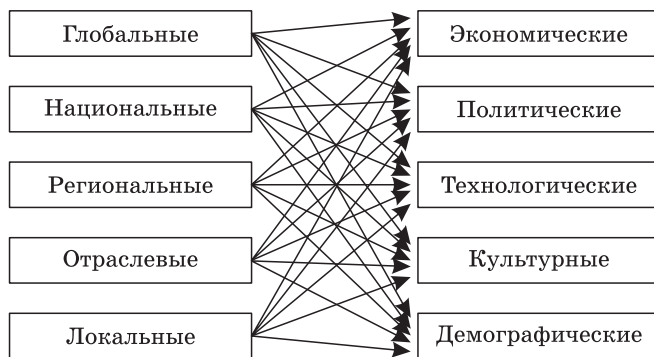 Глобальные
Национальные
Региональные
Отраслевые
Локальные
Экономические
Политические
Технологические
Культурные
Демографические